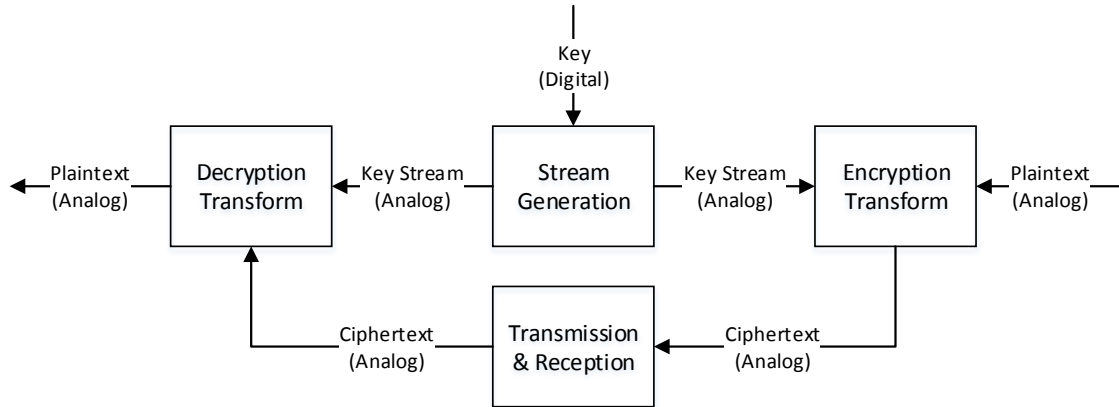 Key
(Digital)
Plaintext
(Analog)
Decryption
Transform
Key Stream
(Analog)
Stream
Generation
Key Stream
(Analog)
Encryption
Transform
Plaintext
(Analog)
Ciphertext
(Analog)
Transmission
& Reception
Ciphertext
(Analog)